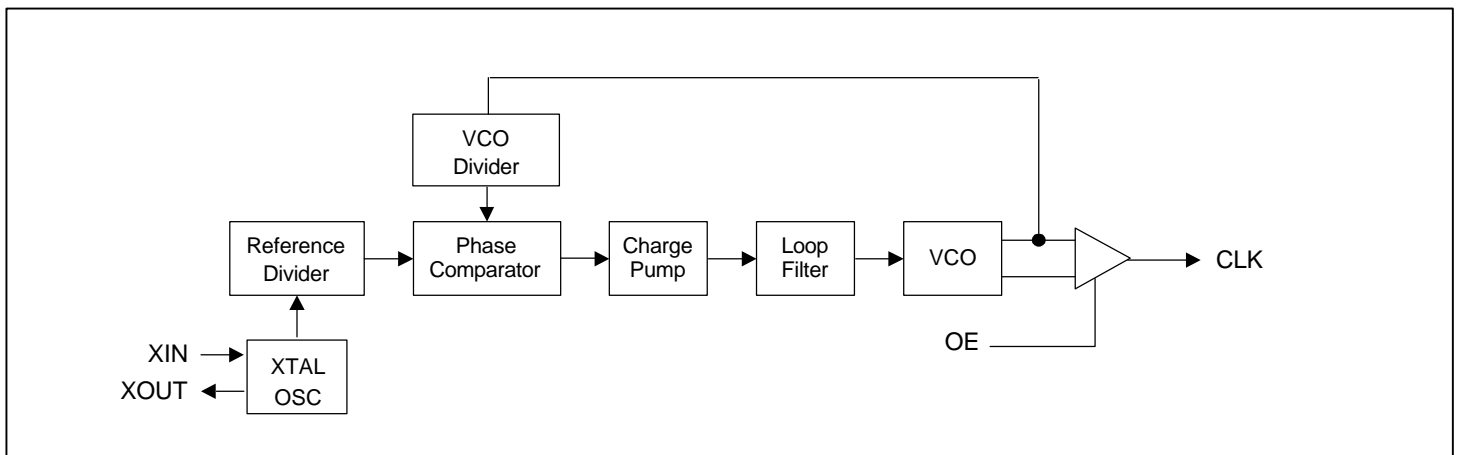 VCO
Divider
Reference
Divider
Phase
Comparator
Charge
Pump
Loop
Filter
VCO
CLK
OE
XIN
XOUT
XTAL
OSC